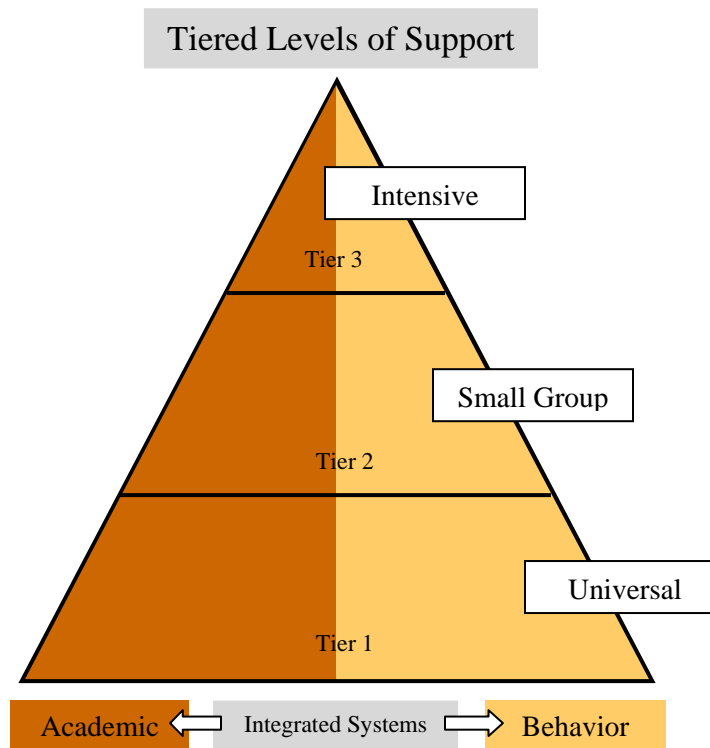 Tiered Levels of Support
Intensive
Tier 3
Small Group
Tier 2
Universal
Tier 1
Academic
Integrated Systems
Behavior